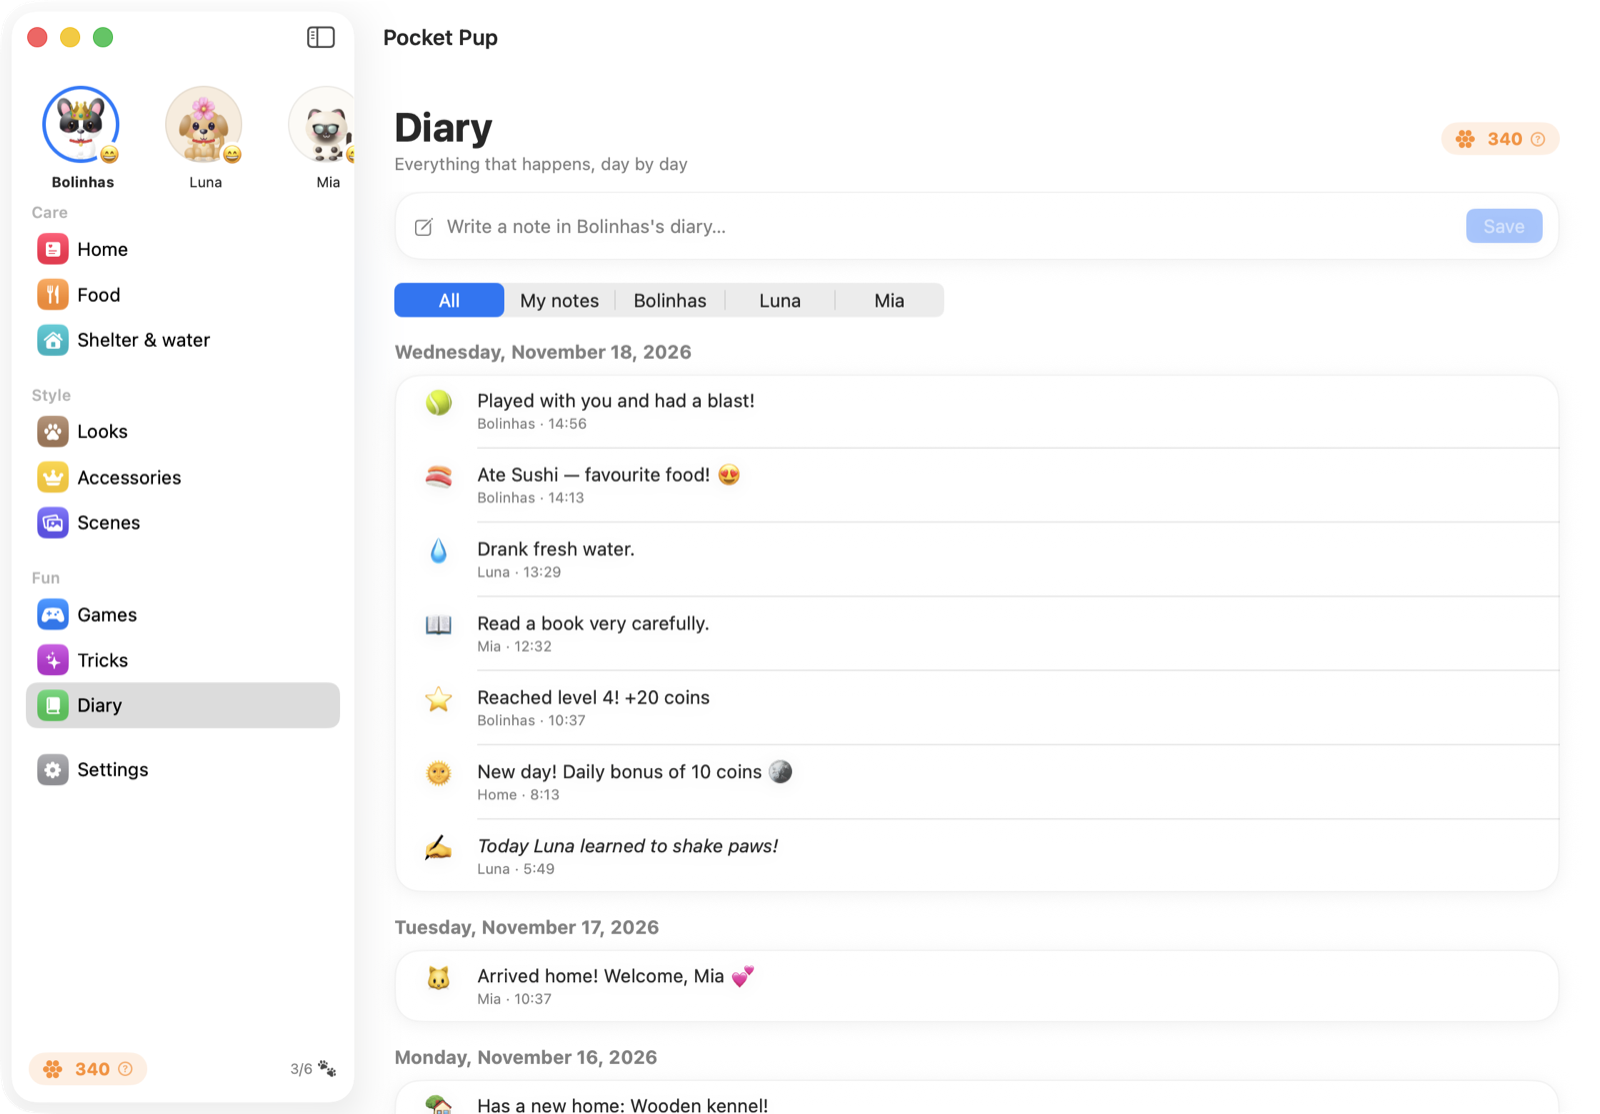 Pocket Pup
Bolinhas
Luna
Mia
Care
Home
Food
Shelter & water
Style
Looks
Accessories
Scenes
Fun
Games
Tricks
Diary
Settings
340
3/6
Diary
Everything that happens, day by day
340
Write a note in Bolinhas's diary...
Save
All
My notes
Bolinhas
Luna
Mia
Wednesday, November 18, 2026
Played with you and had a blast!
Bolinhas · 14:56
Ate Sushi — favourite food! 😍
Bolinhas · 14:13
Drank fresh water.
Luna · 13:29
Read a book very carefully.
Mia · 12:32
Reached level 4! +20 coins
Bolinhas · 10:37
New day! Daily bonus of 10 coins 🌕
Home · 8:13
Today Luna learned to shake paws!
Luna · 5:49
Tuesday, November 17, 2026
Arrived home! Welcome, Mia 💕
Mia · 10:37
Monday, November 16, 2026
Has a new home: Wooden kennel!